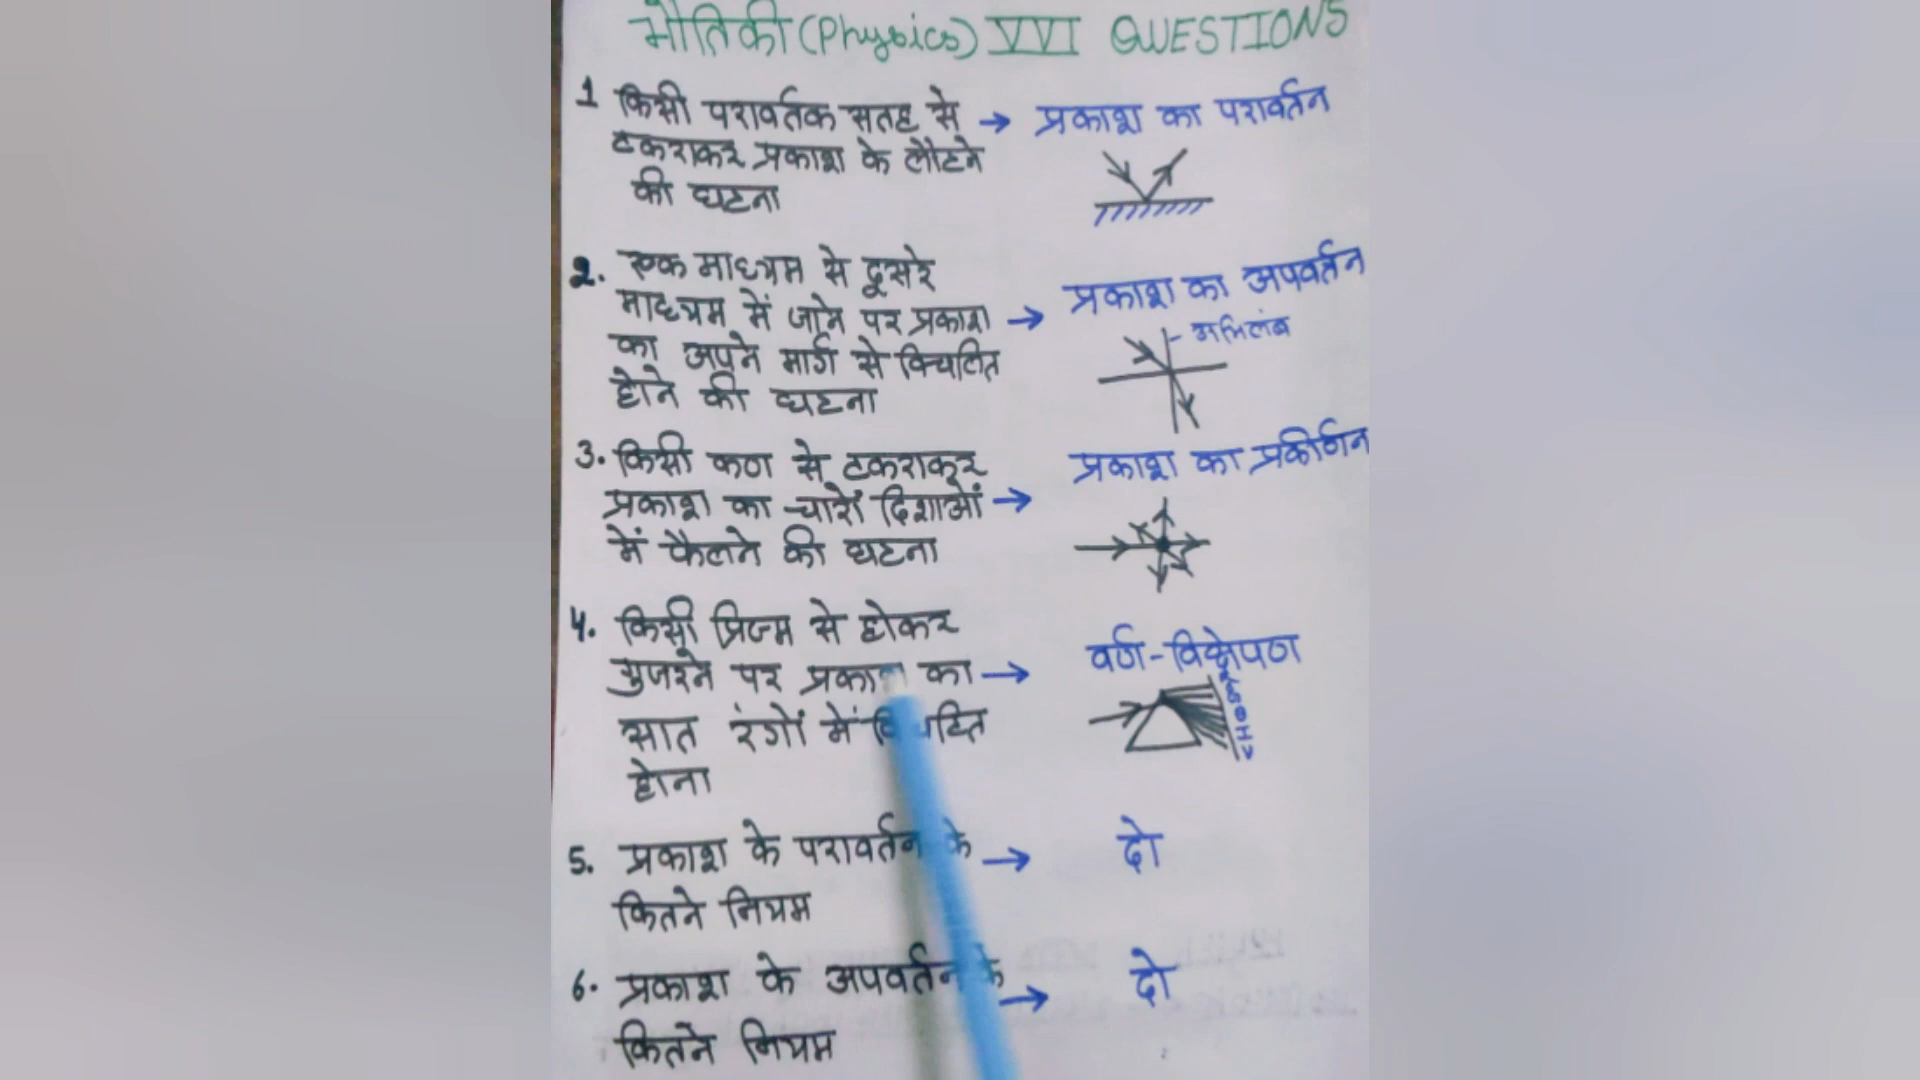 भौतिकी (Physics) VVI QUESTIONS
1 किसी परावर्तक सतह से → प्रकाश का परावर्तन
टकराकर प्रकाश के लौटने
की घटना
2. एक माध्यम से दूसरे
माध्यम में जाने पर प्रकाश → प्रकाश का अपवर्तन
का अपने मार्ग से विचलित
होने की घटना
- अभिलंब
3. किसी कण से टकराकर प्रकाश का प्रकीर्णन
प्रकाश का चारों दिशाओं →
में फैलने की घटना
4. किसी प्रिज्म से होकर
गुजरने पर प्रकाश का → वर्ण-विक्षेपण
सात रंगों में
होना
5. प्रकाश के परावर्तन के → दो
कितने नियम
6. प्रकाश के अपवर्तन के → दो
कितने नियम